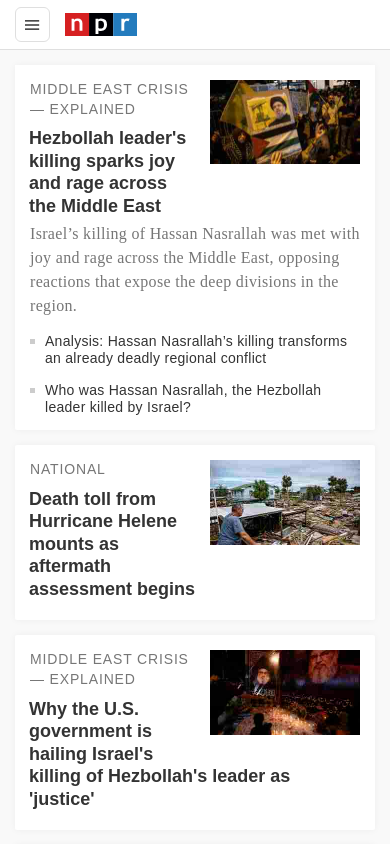 npr
MIDDLE EAST CRISIS
— EXPLAINED
Hezbollah leader's
killing sparks joy
and rage across
the Middle East
Israel’s killing of Hassan Nasrallah was met with
joy and rage across the Middle East, opposing
reactions that expose the deep divisions in the
region.
Analysis: Hassan Nasrallah’s killing transforms
an already deadly regional conflict
Who was Hassan Nasrallah, the Hezbollah
leader killed by Israel?
NATIONAL
Death toll from
Hurricane Helene
mounts as
aftermath
assessment begins
MIDDLE EAST CRISIS
— EXPLAINED
Why the U.S.
government is
hailing Israel's
killing of Hezbollah's leader as
'justice'